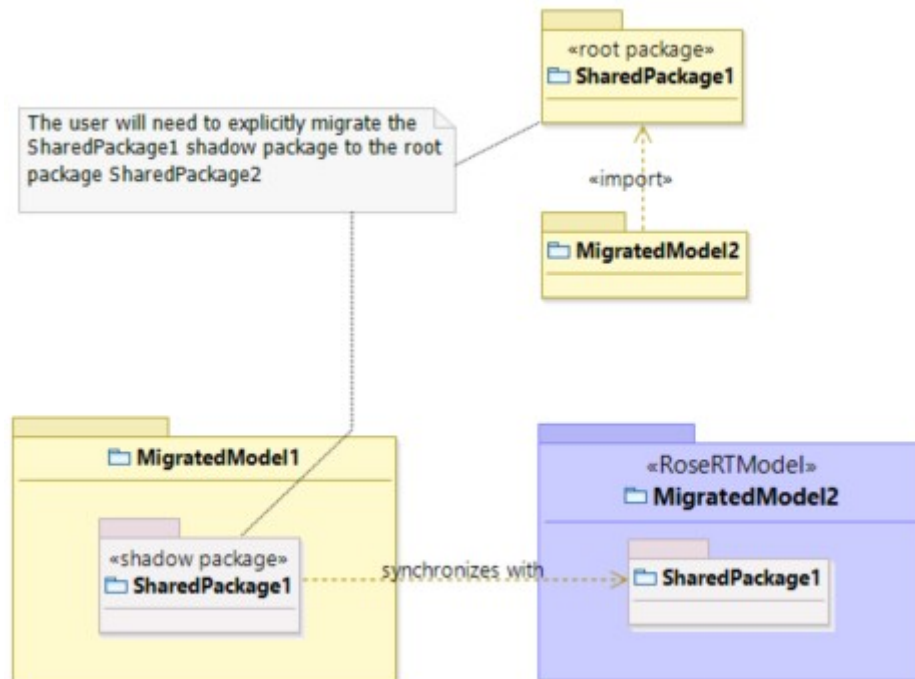 «root package»
SharedPackage1
The user will need to explicitly migrate the
SharedPackage1 shadow package to the root
package SharedPackage2
«import»
MigratedModel2
MigratedModel1
«RoseRTModel»
MigratedModel2
«shadow package»
SharedPackage1
synchronizes with
SharedPackage1